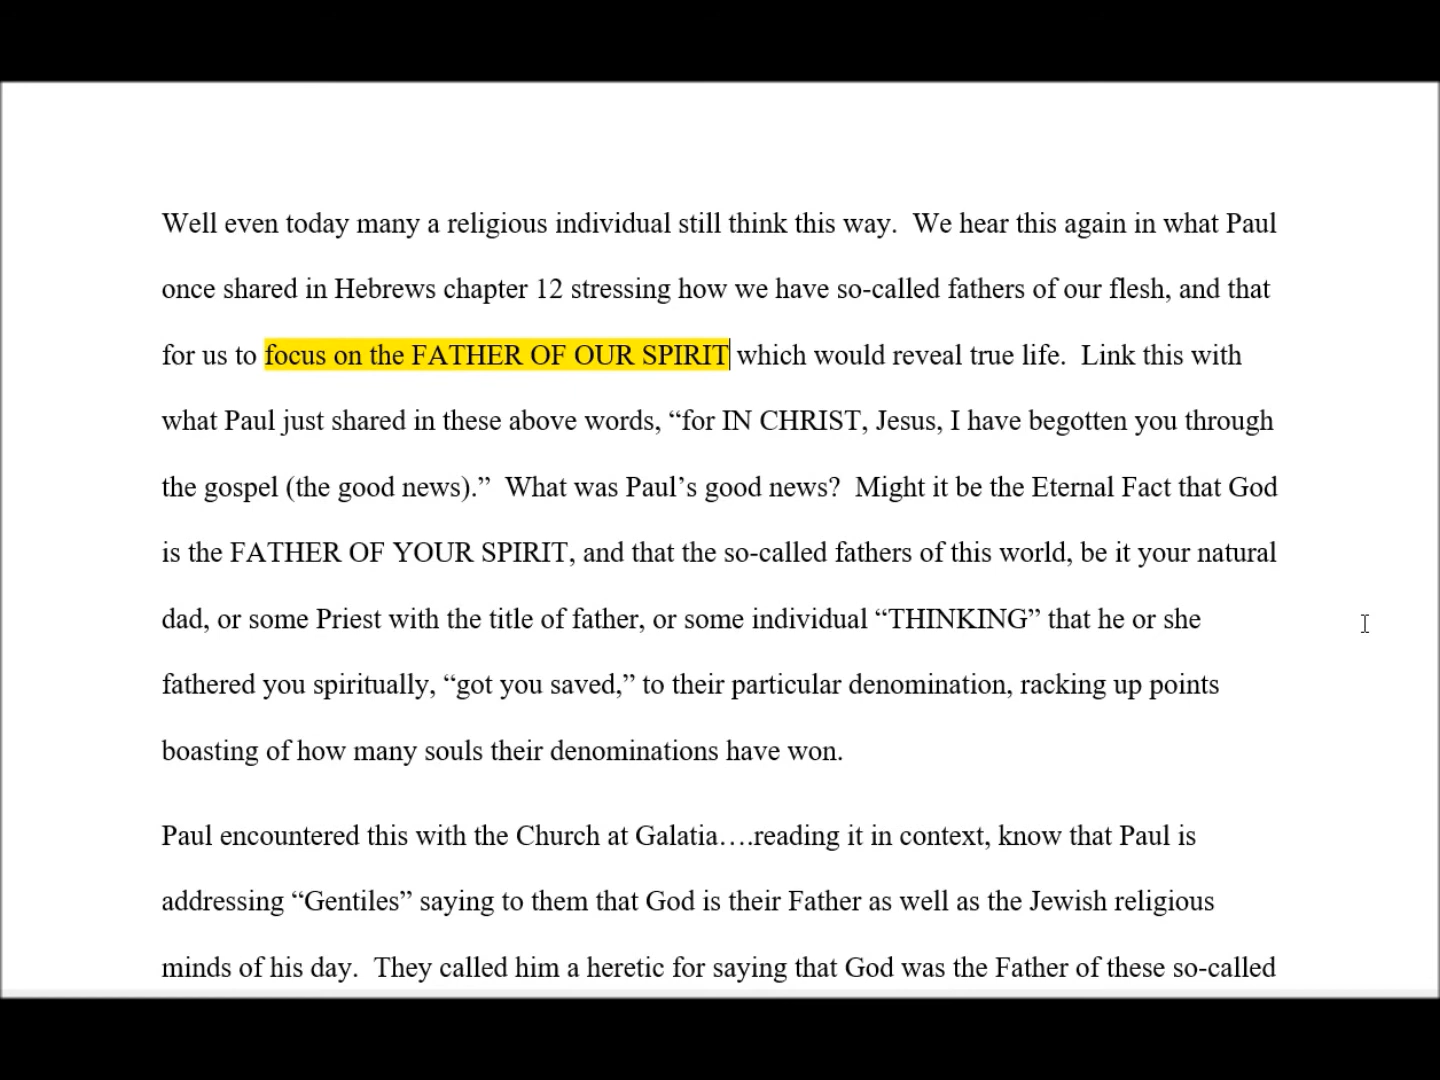 Well even today many a religious individual still think this way.  We hear this again in what Paul
once shared in Hebrews chapter 12 stressing how we have so-called fathers of our flesh, and that
for us to focus on the FATHER OF OUR SPIRIT which would reveal true life.  Link this with
what Paul just shared in these above words, “for IN CHRIST, Jesus, I have begotten you through
the gospel (the good news).”  What was Paul’s good news?  Might it be the Eternal Fact that God
is the FATHER OF YOUR SPIRIT, and that the so-called fathers of this world, be it your natural
dad, or some Priest with the title of father, or some individual “THINKING” that he or she
fathered you spiritually, “got you saved,” to their particular denomination, racking up points
boasting of how many souls their denominations have won.
Paul encountered this with the Church at Galatia….reading it in context, know that Paul is
addressing “Gentiles” saying to them that God is their Father as well as the Jewish religious
minds of his day.  They called him a heretic for saying that God was the Father of these so-called